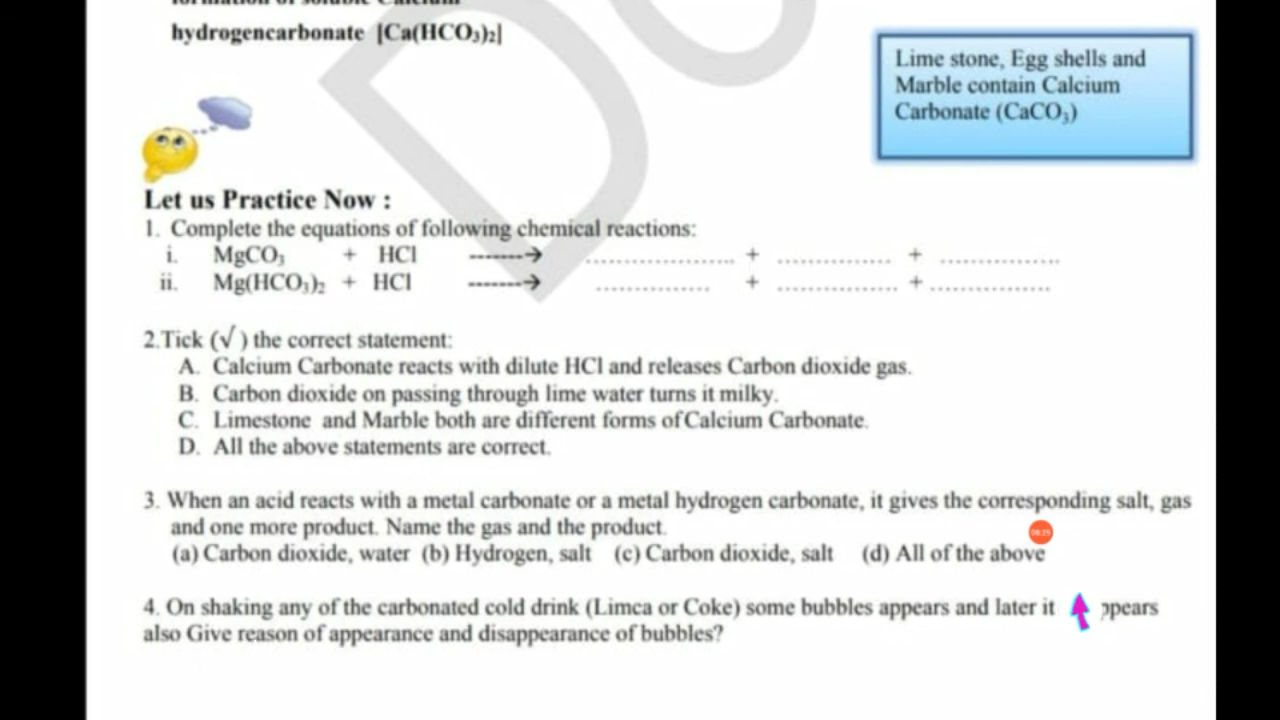 hydrogencarbonate [Ca(HCO₃)₂]
Lime stone, Egg shells and
Marble contain Calcium
Carbonate (CaCO₃)
Let us Practice Now :
1. Complete the equations of following chemical reactions:
i. MgCO₃ + HCl -------→ .......................... + .................... + .....................
ii. Mg(HCO₃)₂ + HCl -------→ .................... + ..................... + .....................
2.Tick (√ ) the correct statement:
A. Calcium Carbonate reacts with dilute HCl and releases Carbon dioxide gas.
B. Carbon dioxide on passing through lime water turns it milky.
C. Limestone and Marble both are different forms of Calcium Carbonate.
D. All the above statements are correct.
3. When an acid reacts with a metal carbonate or a metal hydrogen carbonate, it gives the corresponding salt, gas
and one more product. Name the gas and the product.
08:25
(a) Carbon dioxide, water (b) Hydrogen, salt (c) Carbon dioxide, salt (d) All of the above
4. On shaking any of the carbonated cold drink (Limca or Coke) some bubbles appears and later it
also Give reason of appearance and disappearance of bubbles?